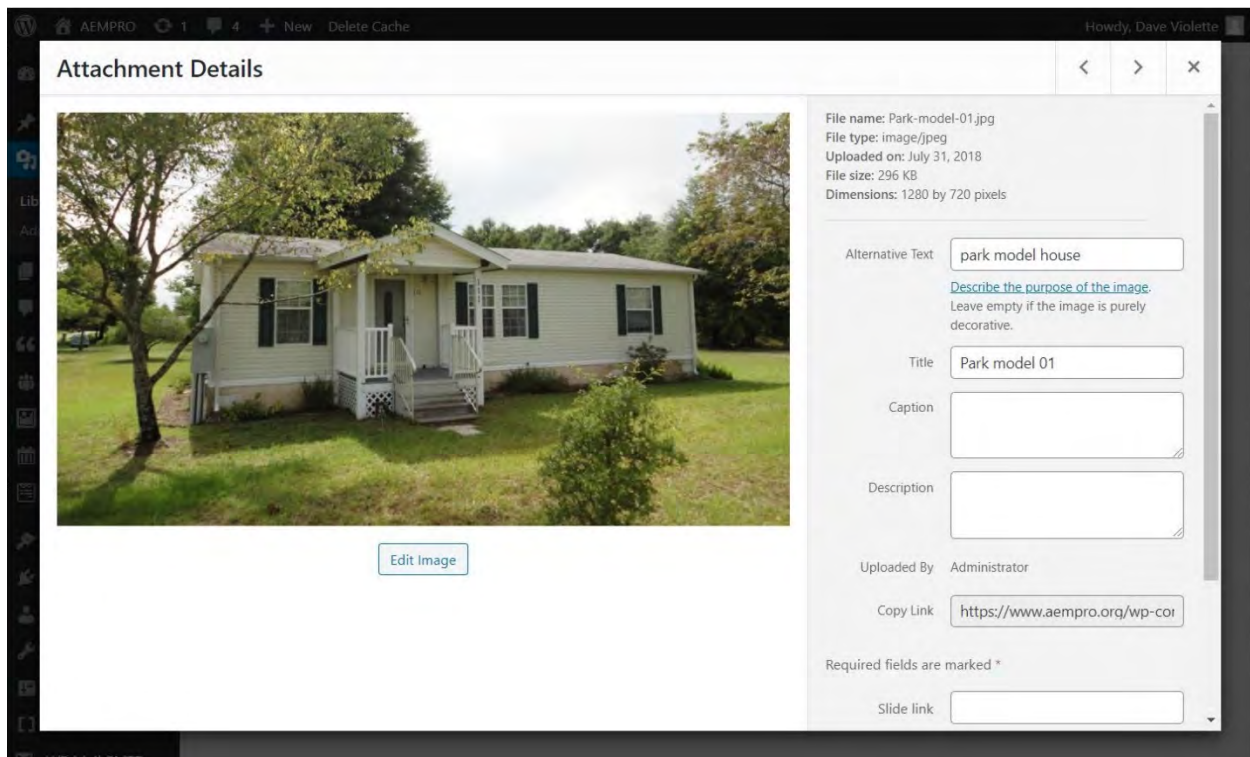 AEMPRO 1 4 New Delete Cache Howdy, Dave Violette
Attachment Details
File name: Park-model-01.jpg
File type: image/jpeg
Uploaded on: July 31, 2018
File size: 296 KB
Dimensions: 1280 by 720 pixels
Alternative Text park model house
Describe the purpose of the image.
Leave empty if the image is purely
decorative.
Title Park model 01
Caption
Description
Edit Image
Uploaded By Administrator
Copy Link https://www.aempro.org/wp-cor
Required fields are marked *
Slide link